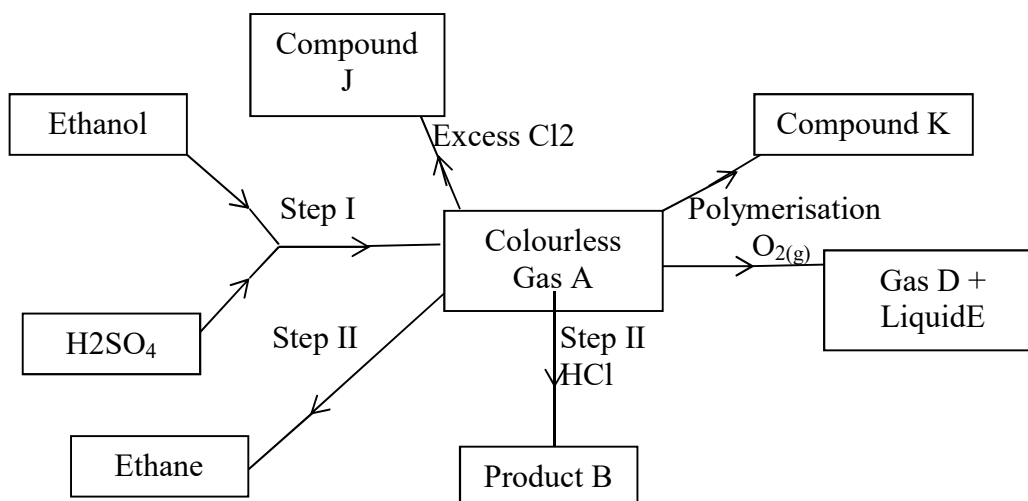 Compound
J
Ethanol
Excess Cl2
Compound K
Step I
Polymerisation
Colourless
Gas A
O₂(g)
Gas D +
LiquidE
H2SO₄
Step II
Step II
HCl
Ethane
Product B